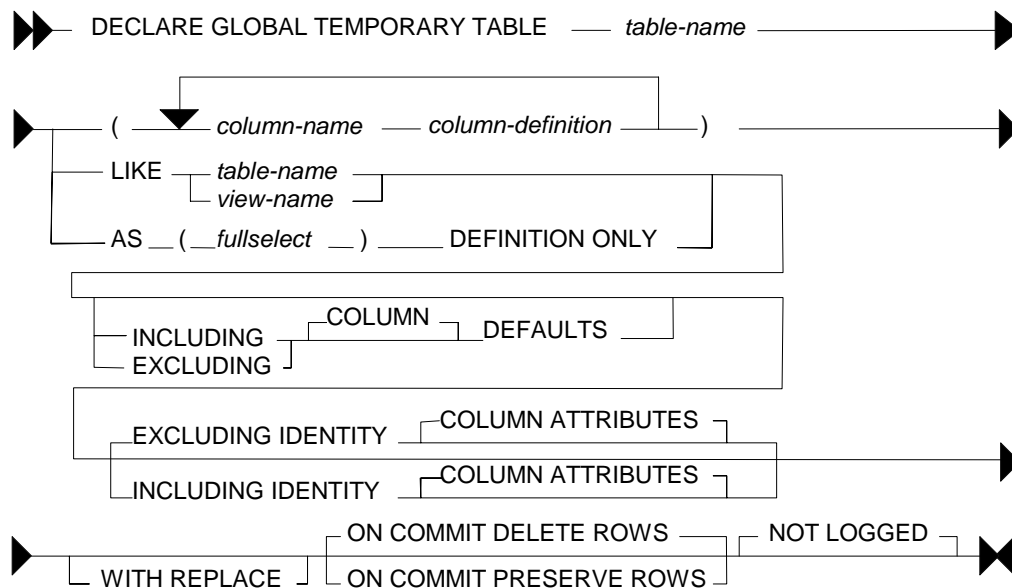 DECLARE GLOBAL TEMPORARY TABLE table-name
( column-name column-definition )
LIKE table-name
view-name
AS ( fullselect ) DEFINITION ONLY
COLUMN
INCLUDING DEFAULTS
EXCLUDING
EXCLUDING IDENTITY COLUMN ATTRIBUTES
INCLUDING IDENTITY COLUMN ATTRIBUTES
ON COMMIT DELETE ROWS NOT LOGGED
WITH REPLACE ON COMMIT PRESERVE ROWS